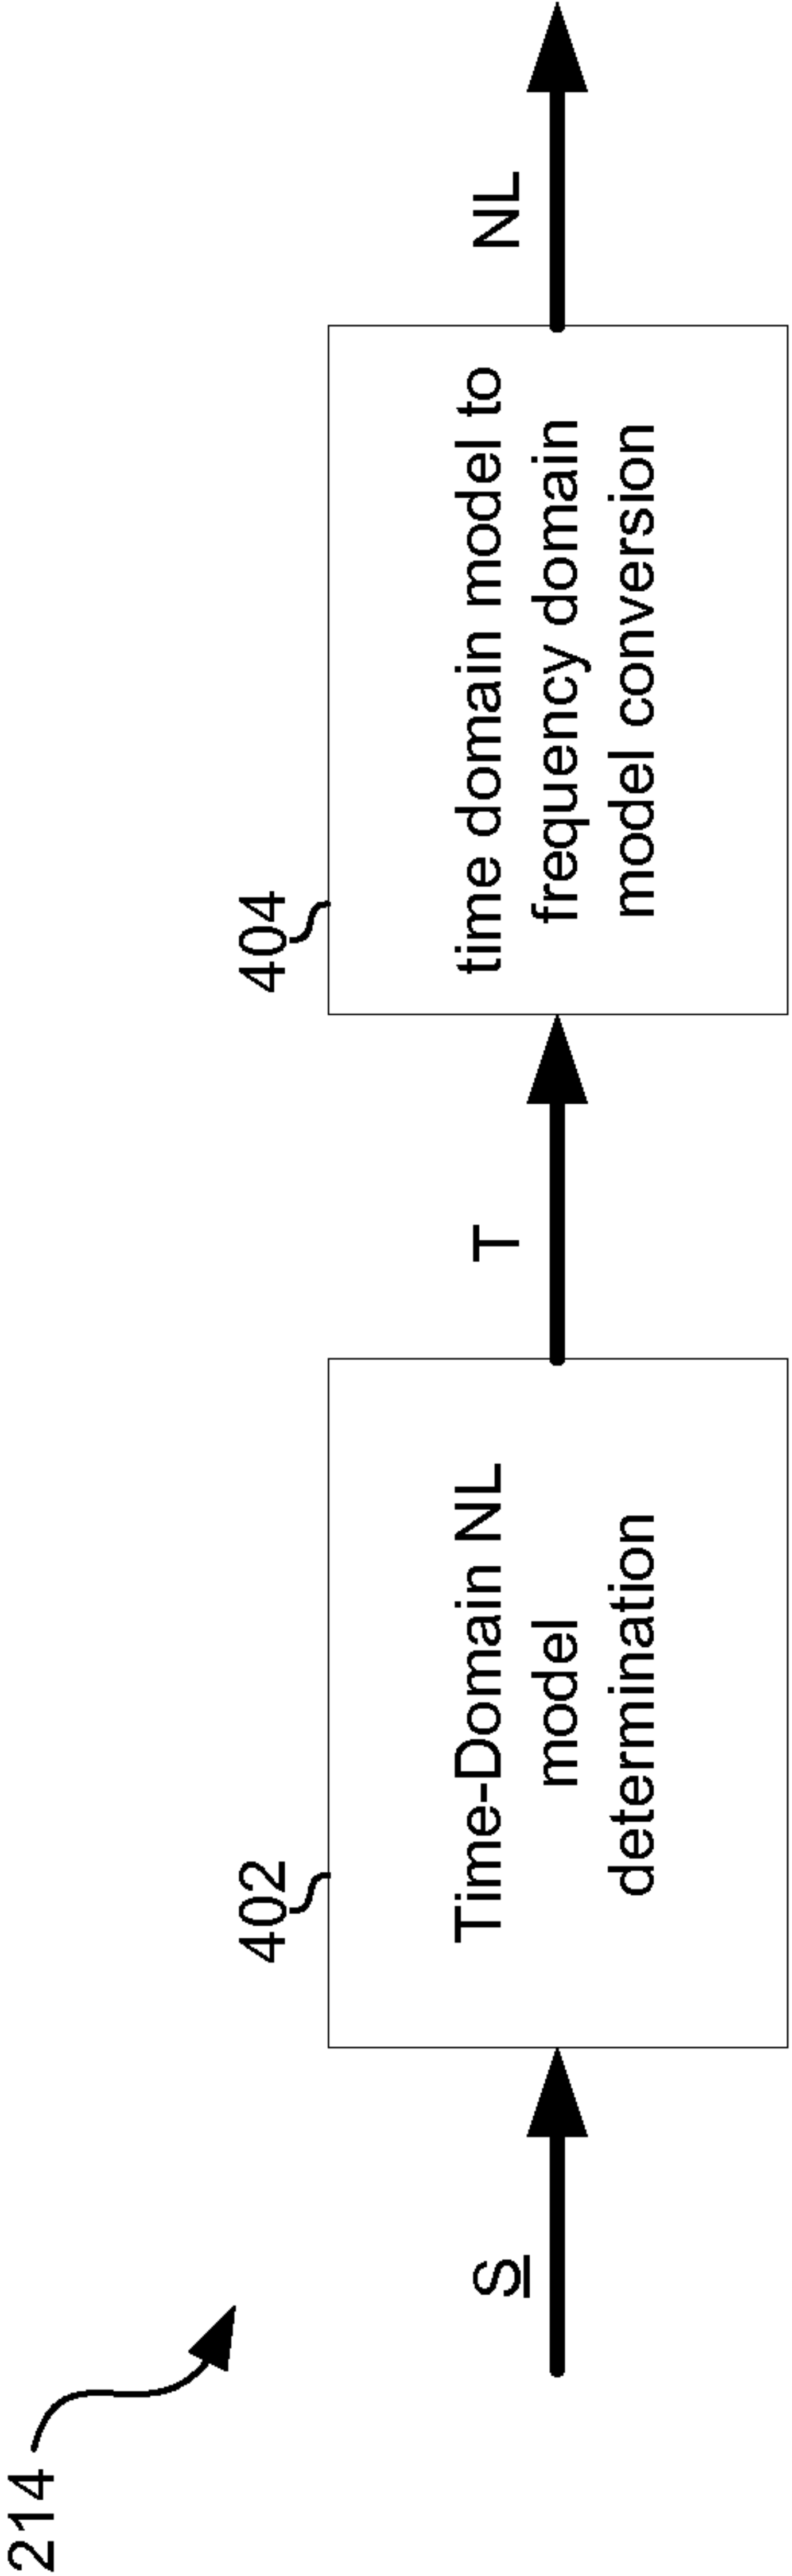 214
S
402
Time-Domain NL
model
determination
T
404
time domain model to
frequency domain
model conversion
NL